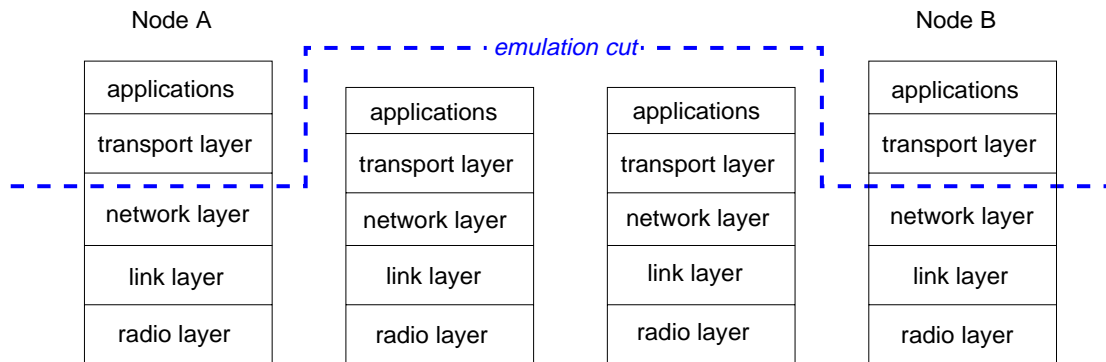 Node A
Node B
emulation cut
applications
transport layer
network layer
link layer
radio layer
applications
transport layer
network layer
link layer
radio layer
applications
transport layer
network layer
link layer
radio layer
applications
transport layer
network layer
link layer
radio layer